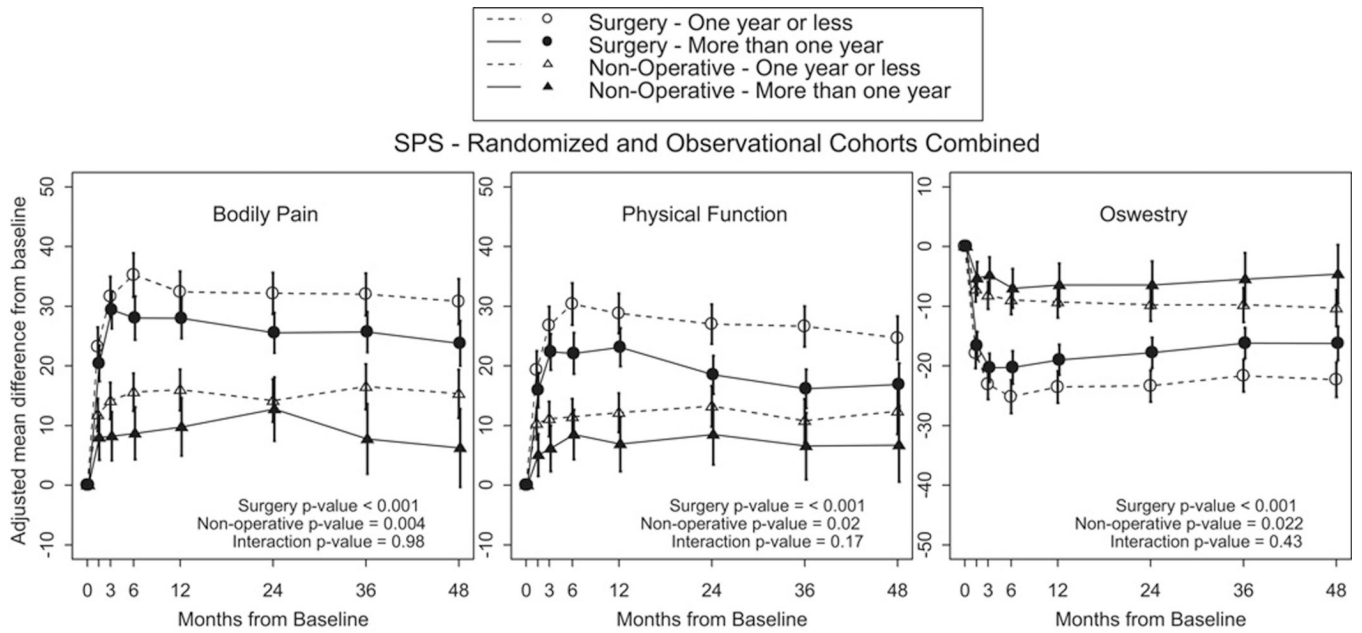 Surgery - One year or less
Surgery - More than one year
Non-Operative - One year or less
Non-Operative - More than one year
SPS - Randomized and Observational Cohorts Combined
Adjusted mean difference from baseline
50
40
30
20
10
0
-10
Bodily Pain
Surgery p-value < 0.001
Non-operative p-value = 0.004
Interaction p-value = 0.98
0 3 6 12 24 36 48
Months from Baseline
50
40
30
20
10
0
-10
Physical Function
Surgery p-value = < 0.001
Non-operative p-value = 0.02
Interaction p-value = 0.17
0 3 6 12 24 36 48
Months from Baseline
10
0
-10
-20
-30
-40
-50
Oswestry
Surgery p-value < 0.001
Non-operative p-value = 0.022
Interaction p-value = 0.43
0 3 6 12 24 36 48
Months from Baseline